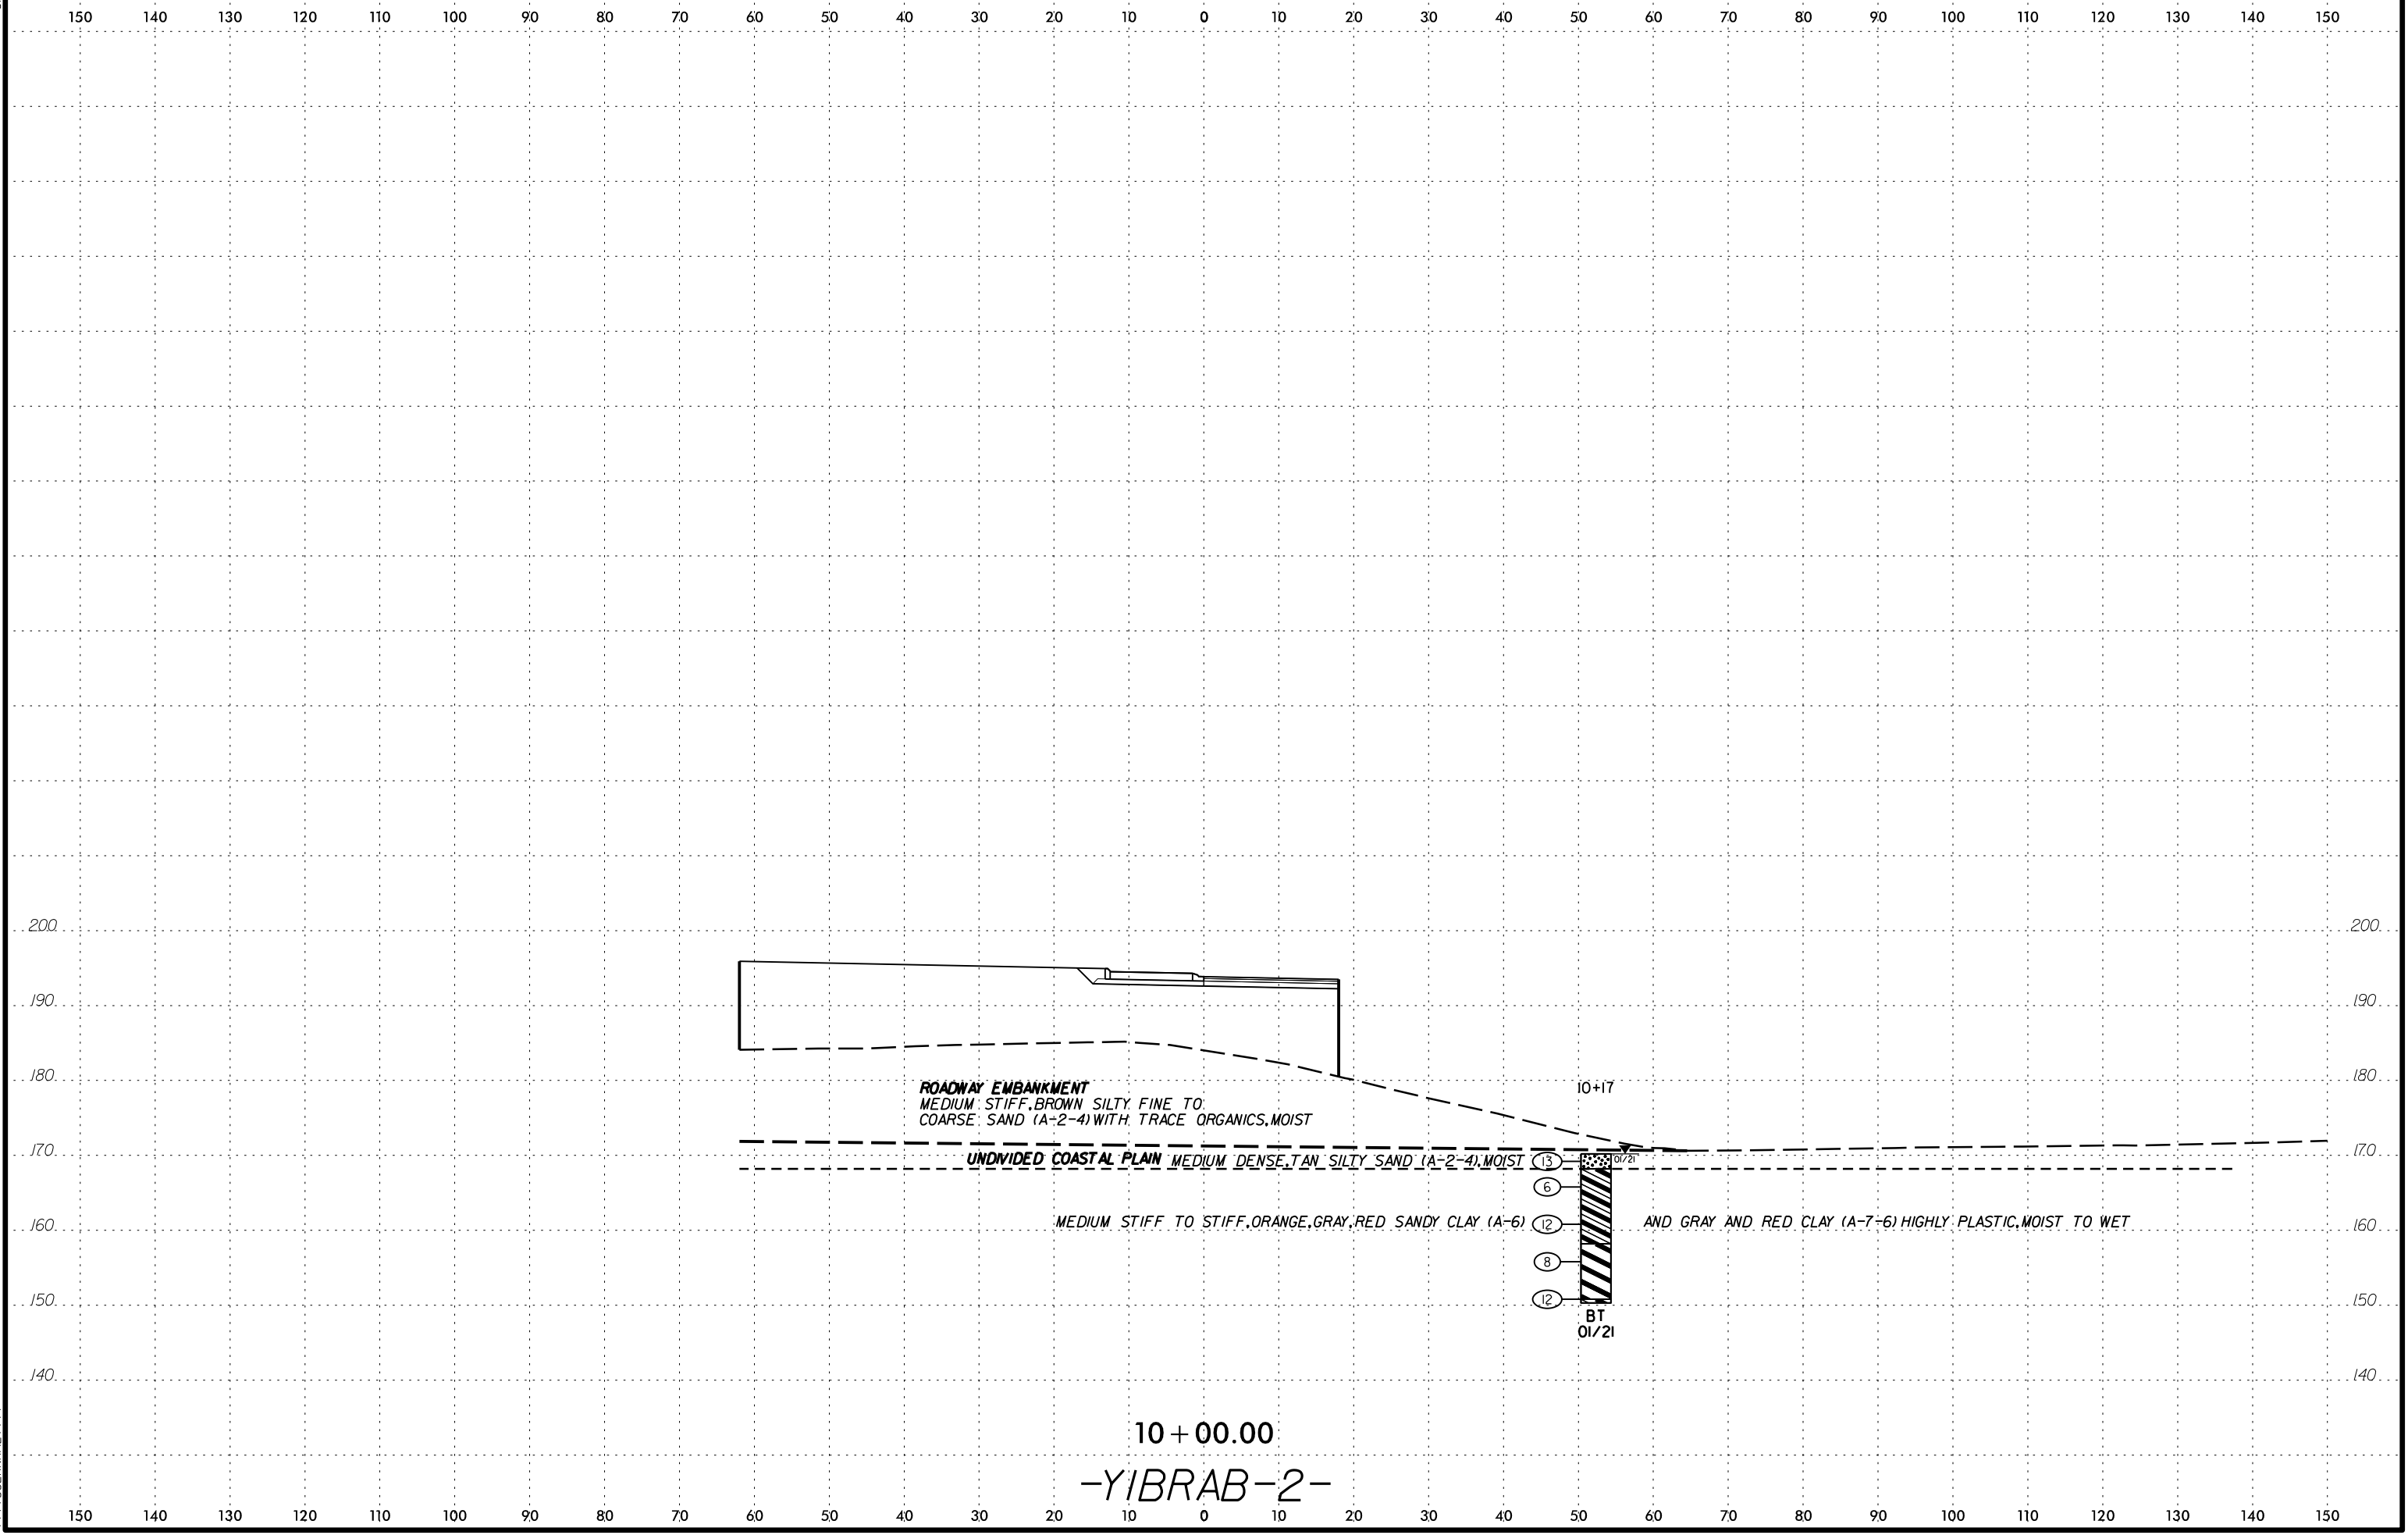 150 140 130 120 110 100 90 80 70 60 50 40 30 20 10 0 10 20 30 40 50 60 70 80 90 100 110 120 130 140 150
200 200
190 190
180 180
ROADWAY EMBANKMENT 10+17
MEDIUM STIFF, BROWN SILTY FINE TO
COARSE SAND (A-2-4) WITH TRACE ORGANICS, MOIST
170 170
UNDIVIDED COASTAL PLAIN MEDIUM DENSE, TAN SILTY SAND (A-2-4), MOIST 13 01/21
6
160 MEDIUM STIFF TO STIFF, ORANGE, GRAY, RED SANDY CLAY (A-6) 12 AND GRAY AND RED CLAY (A-7-6) HIGHLY PLASTIC, MOIST TO WET 160
8
150 12 150
BT
01/21
140 140
10+00.00
-Y1BRAB-2-
150 140 130 120 110 100 90 80 70 60 50 40 30 20 10 0 10 20 30 40 50 60 70 80 90 100 110 120 130 140 150